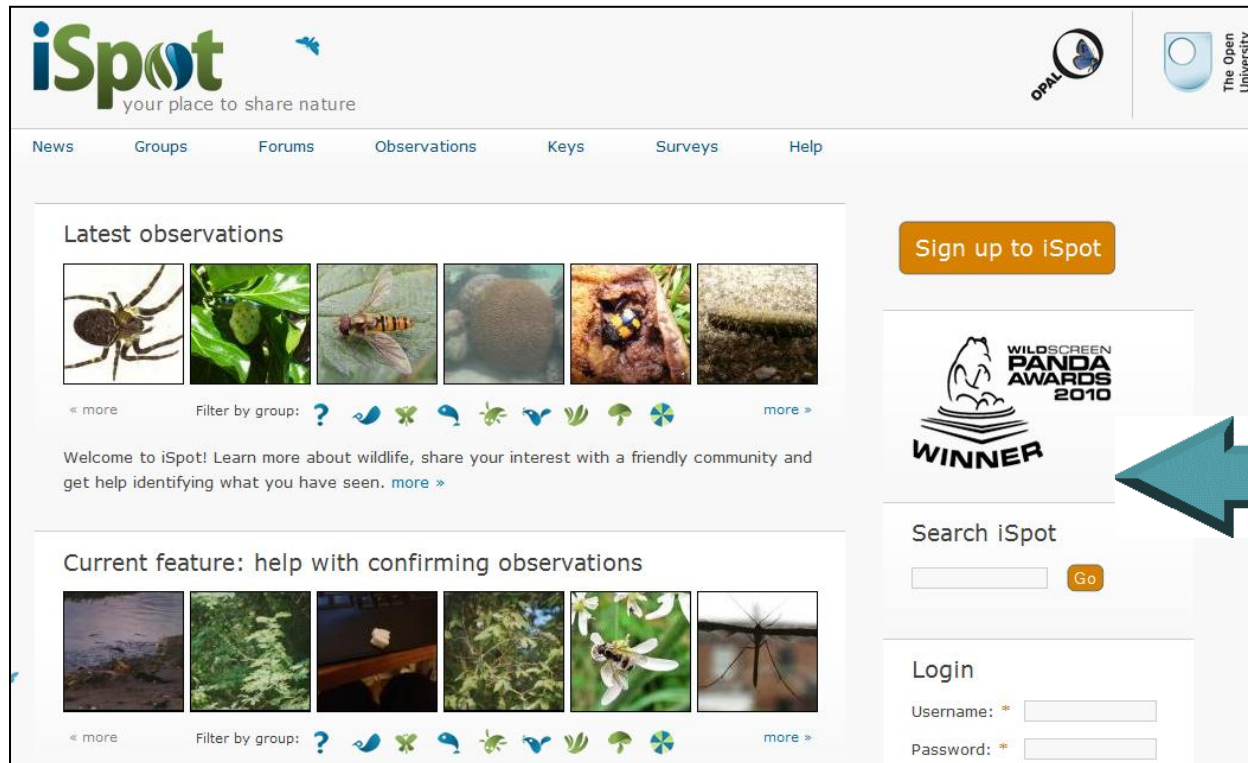 iSpot
your place to share nature
OPAL
The Open
University
News Groups Forums Observations Keys Surveys Help
Latest observations
« more Filter by group: ? more »
Welcome to iSpot! Learn more about wildlife, share your interest with a friendly community and
get help identifying what you have seen. more »
Current feature: help with confirming observations
« more Filter by group: ? more »
Sign up to iSpot
WILDSCREEN
PANDA
AWARDS
2010
WINNER
Search iSpot
Go
Login
Username: *
Password: *